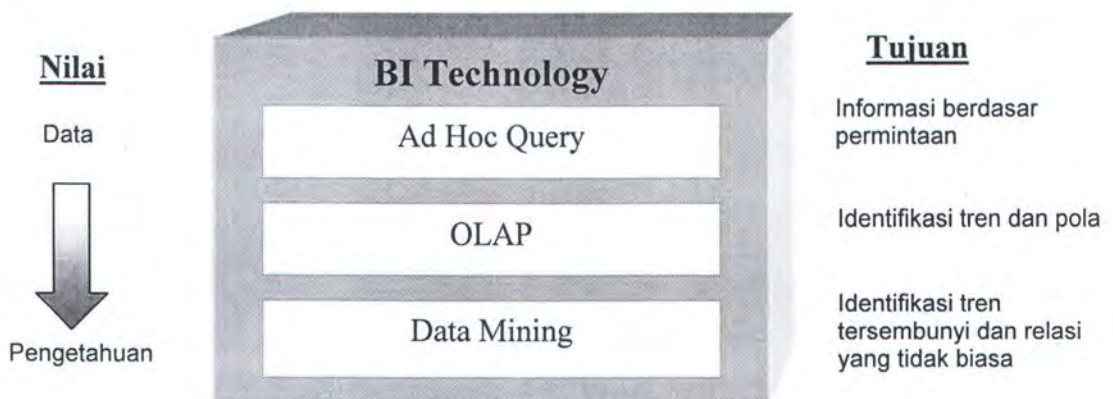 Nilai
Data
Pengetahuan
BI Technology
Ad Hoc Query
OLAP
Data Mining
Tujuan
Informasi berdasar
permintaan
Identifikasi tren dan pola
Identifikasi tren
tersembunyi dan relasi
yang tidak biasa